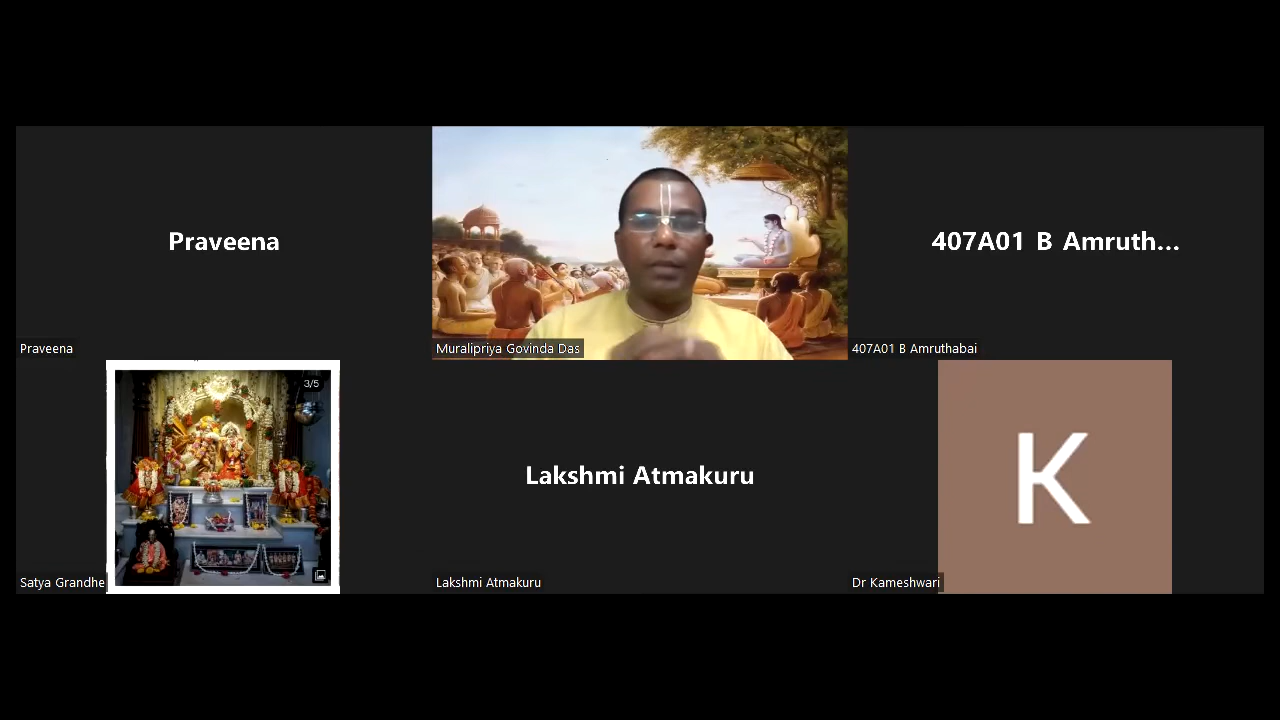 Praveena
407A01 B Amruth...
Praveena
Muralipriya Govinda Das
407A01 B Amruthabai
3/5
Lakshmi Atmakuru
K
Satya Grandhe
Lakshmi Atmakuru
Dr Kameshwari